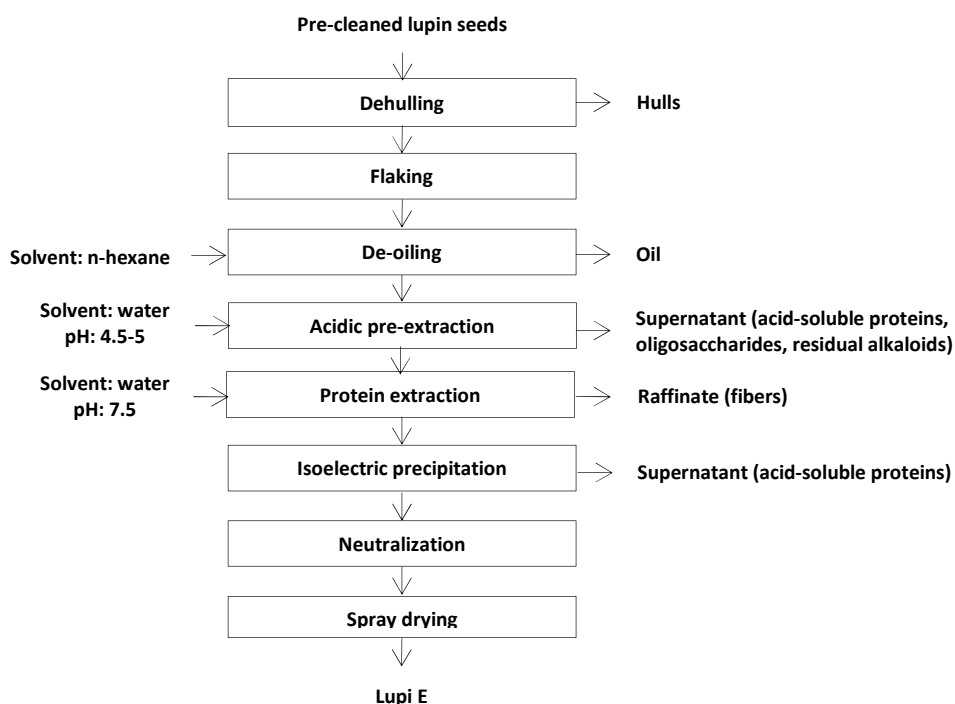 Pre-cleaned lupin seeds
Dehulling
Hulls
Flaking
Solvent: n-hexane
De-oiling
Oil
Solvent: water
pH: 4.5-5
Acidic pre-extraction
Supernatant (acid-soluble proteins,
oligosaccharides, residual alkaloids)
Solvent: water
pH: 7.5
Protein extraction
Raffinate (fibers)
Isoelectric precipitation
Supernatant (acid-soluble proteins)
Neutralization
Spray drying
Lupi E